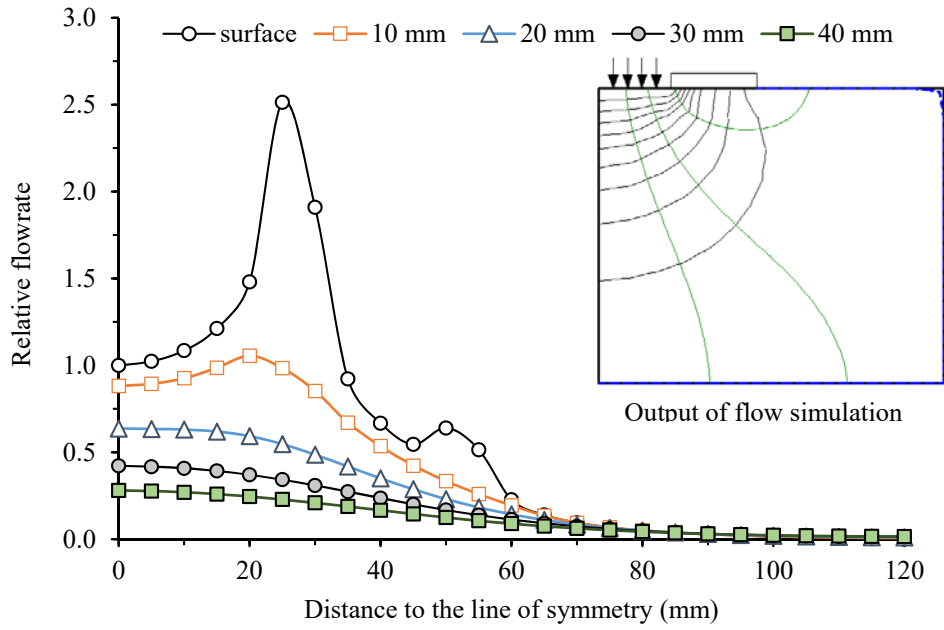 3.0
surface 10 mm 20 mm 30 mm 40 mm
2.5
2.0
1.5
1.0
0.5
0.0
Relative flowrate
Output of flow simulation
0 20 40 60 80 100 120
Distance to the line of symmetry (mm)